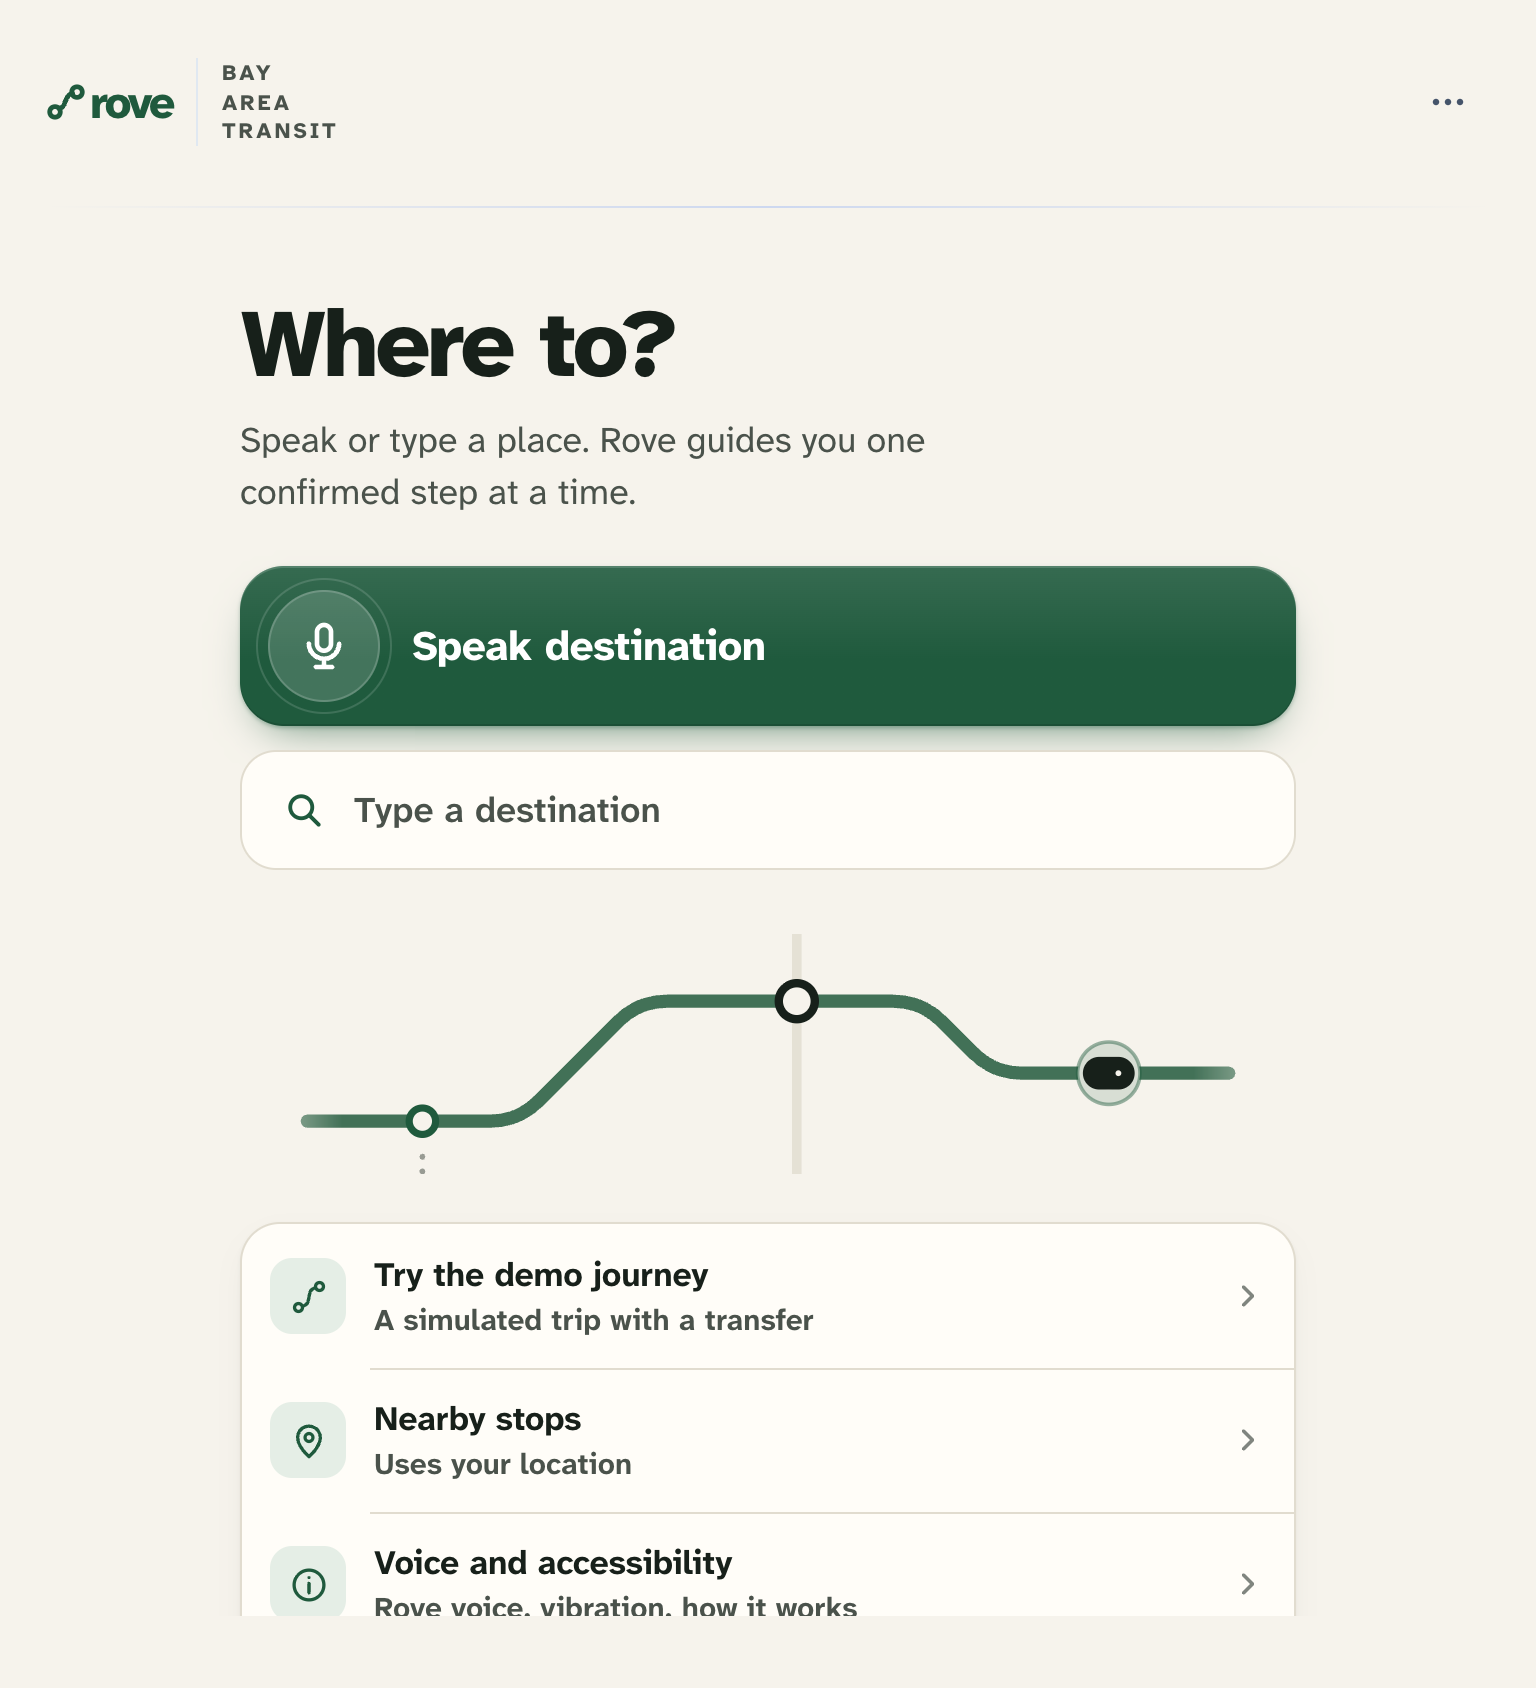 rove
BAY
AREA
TRANSIT
Where to?
Speak or type a place. Rove guides you one
confirmed step at a time.
Speak destination
Type a destination
Try the demo journey
A simulated trip with a transfer
Nearby stops
Uses your location
Voice and accessibility
Rove voice, vibration, how it works